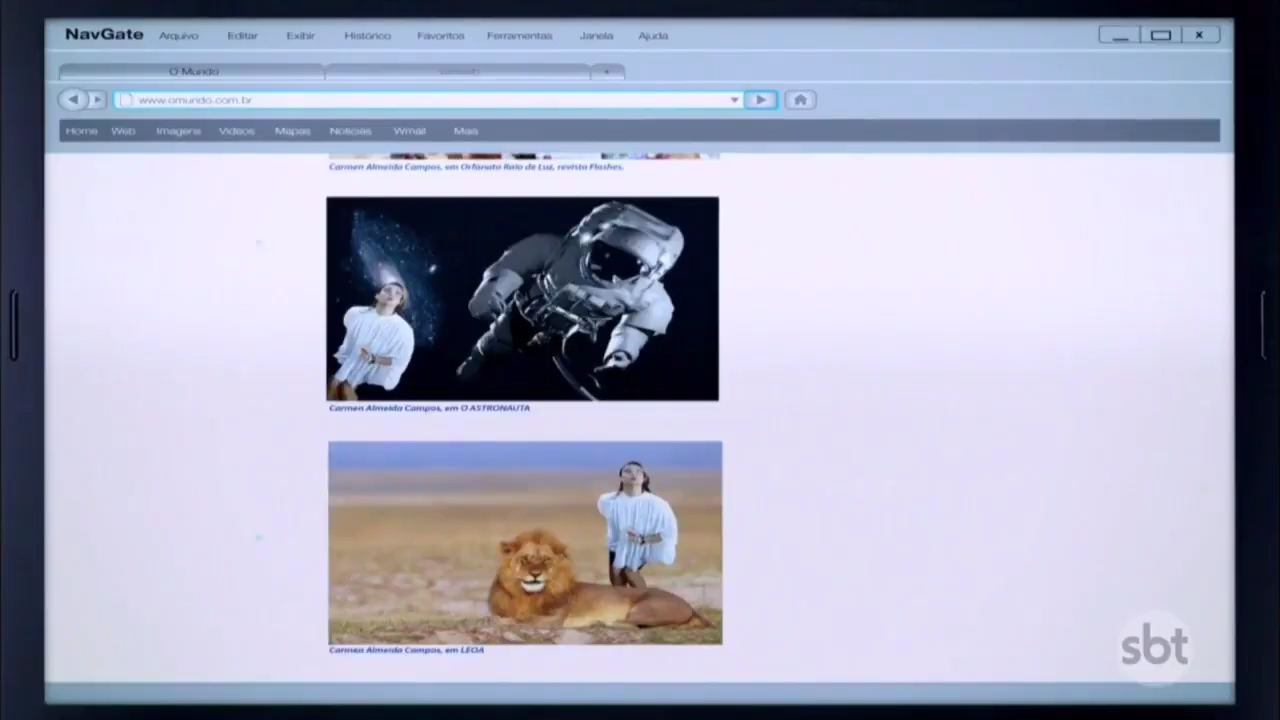 NavGate Arquivo Editar Exibir Histórico Favoritos Ferramentas Janela Ajuda
O Mundo
+
www.omundo.com.br
Home Web Imagens Vídeos Mapas Notícias Wmail Mais
Carmen Almeida Campos, em Orfanato Raio de Luz, revista Flashes.
Carmen Almeida Campos, em O ASTRONAUTA
Carmen Almeida Campos, em LEOA
sbt